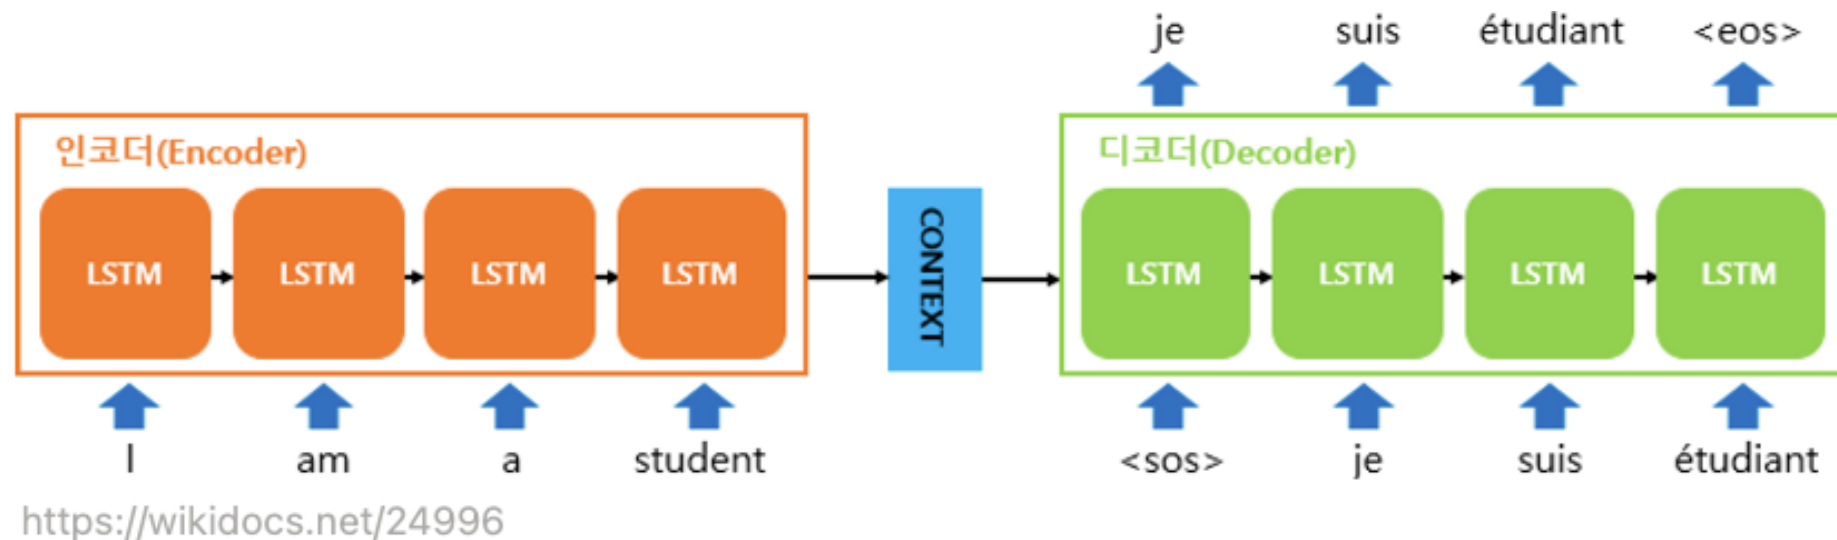 je suis étudiant <eos>
인코더(Encoder)
디코더(Decoder)
LSTM LSTM LSTM LSTM
CONTEXT
LSTM LSTM LSTM LSTM
I am a student
<sos> je suis étudiant
https://wikidocs.net/24996